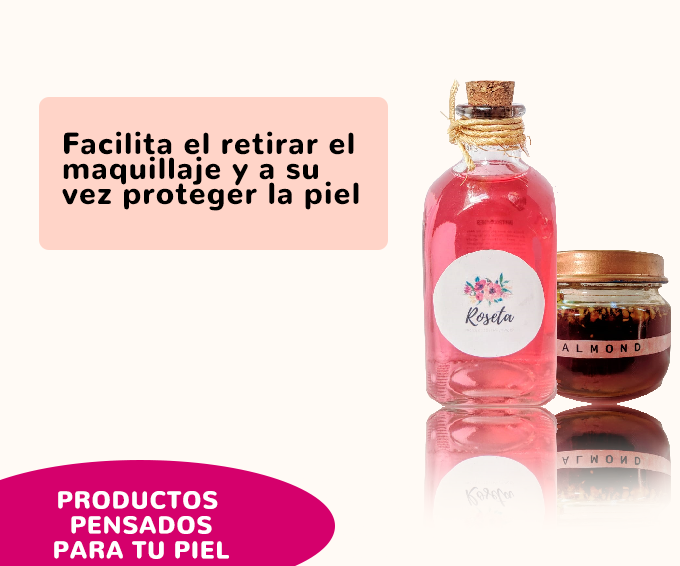 Facilita el retirar el
maquillaje y a su
vez proteger la piel
Roseta
ALMOND
PRODUCTOS
PENSADOS
PARA TU PIEL